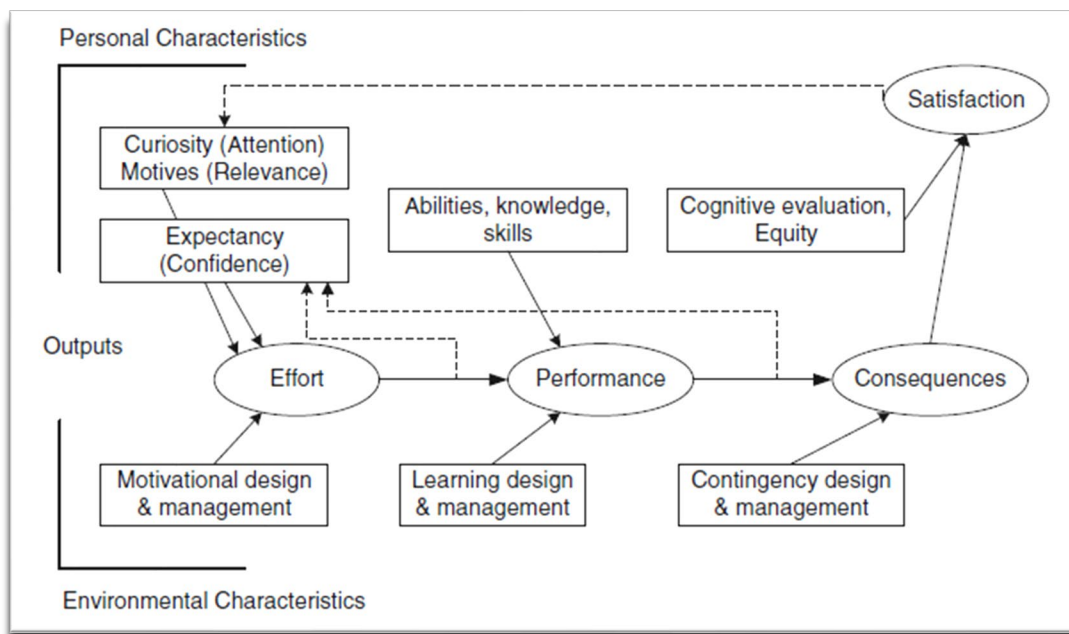 Personal Characteristics
Satisfaction
Curiosity (Attention)
Motives (Relevance)
Abilities, knowledge,
skills
Cognitive evaluation,
Equity
Expectancy
(Confidence)
Outputs
Effort
Performance
Consequences
Motivational design
& management
Learning design
& management
Contingency design
& management
Environmental Characteristics